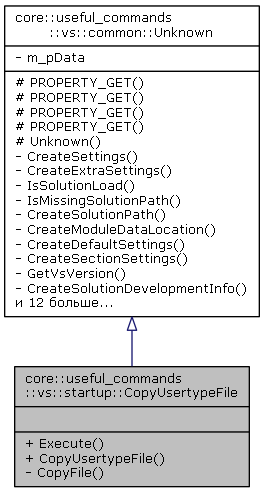 core::useful_commands
::vs::common::Unknown
- m_pData
# PROPERTY_GET()
# PROPERTY_GET()
# PROPERTY_GET()
# PROPERTY_GET()
# Unknown()
- CreateSettings()
- CreateExtraSettings()
- IsSolutionLoad()
- IsMissingSolutionPath()
- CreateSolutionPath()
- CreateModuleDataLocation()
- CreateDefaultSettings()
- CreateSectionSettings()
- GetVsVersion()
- CreateSolutionDevelopmentInfo()
и 12 больше...
core::useful_commands
::vs::startup::CopyUsertypeFile
+ Execute()
+ CopyUsertypeFile()
- CopyFile()